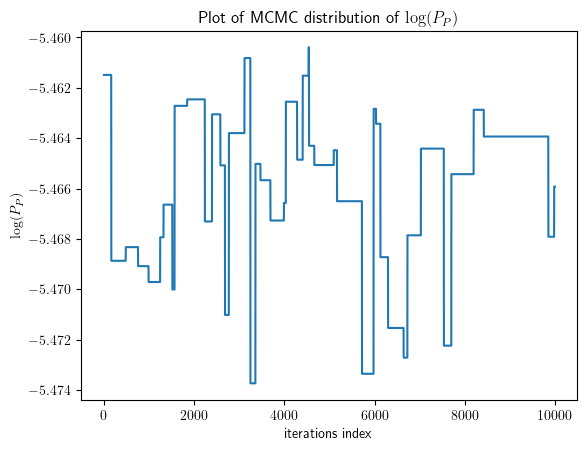 Plot of MCMC distribution of log(P_P)
−5.460
−5.462
−5.464
−5.466
−5.468
−5.470
−5.472
−5.474
log(P_P)
0 2000 4000 6000 8000 10000
iterations index